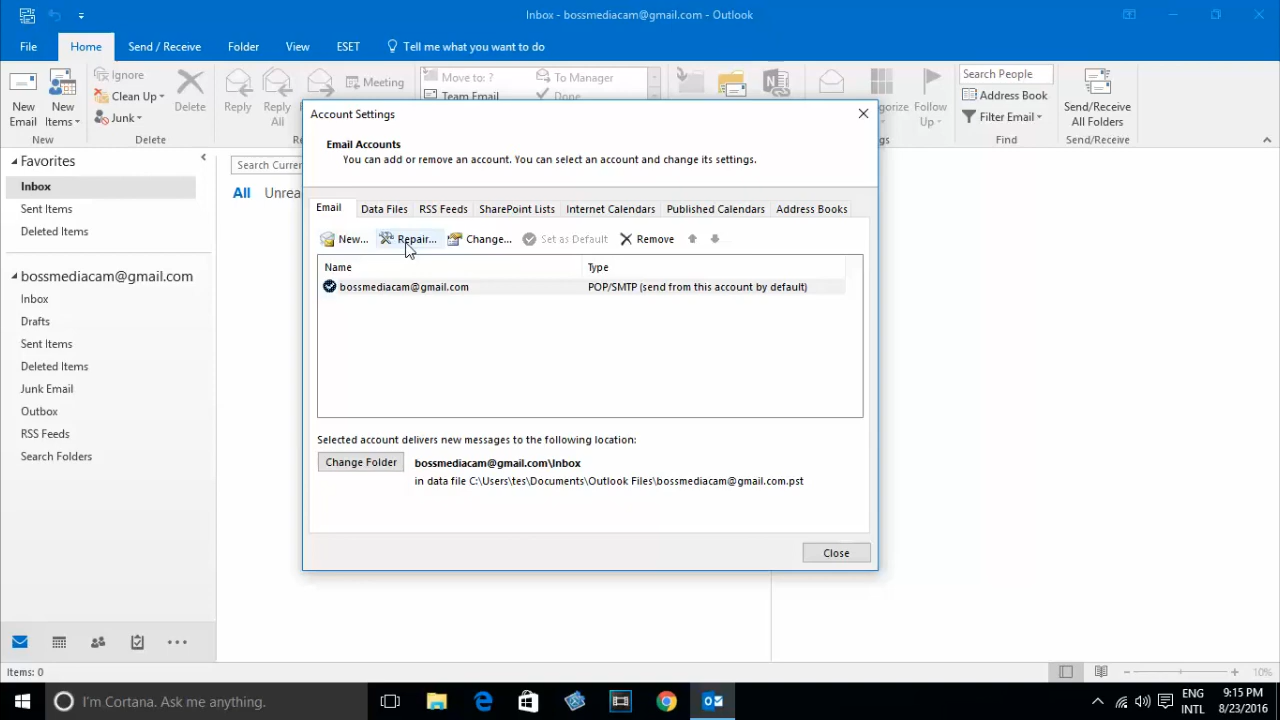 Inbox - bossmediacam@gmail.com - Outlook
File Home Send / Receive Folder View ESET Tell me what you want to do
New Email
New Items
Ignore
Clean Up
Junk
Delete
Reply
Reply All
Meeting
Move to: ?
To Manager
Team Email
Done
Follow Up
Search People
Address Book
Filter Email
Send/Receive All Folders
New
Delete
Find
Send/Receive
Favorites
Inbox
Sent Items
Deleted Items
bossmediacam@gmail.com
Inbox
Drafts
Sent Items
Deleted Items
Junk Email
Outbox
RSS Feeds
Search Folders
All
Account Settings
Email Accounts
You can add or remove an account. You can select an account and change its settings.
Email Data Files RSS Feeds SharePoint Lists Internet Calendars Published Calendars Address Books
New... Repair... Change... Set as Default Remove
Name Type
bossmediacam@gmail.com POP/SMTP (send from this account by default)
Selected account delivers new messages to the following location:
Change Folder bossmediacam@gmail.com\Inbox
in data file C:\Users\tes\Documents\Outlook Files\bossmediacam@gmail.com.pst
Close
Items: 0
10%
I'm Cortana. Ask me anything.
ENG
INTL
9:15 PM
8/23/2016